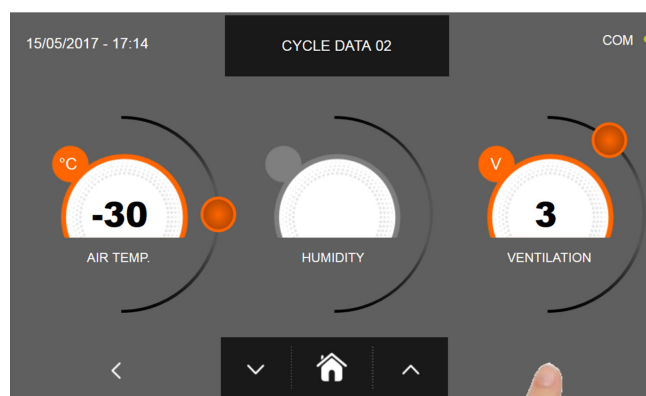 15/05/2017 - 17:14
CYCLE DATA 02
COM
°C
V
-30
3
AIR TEMP.
HUMIDITY
VENTILATION